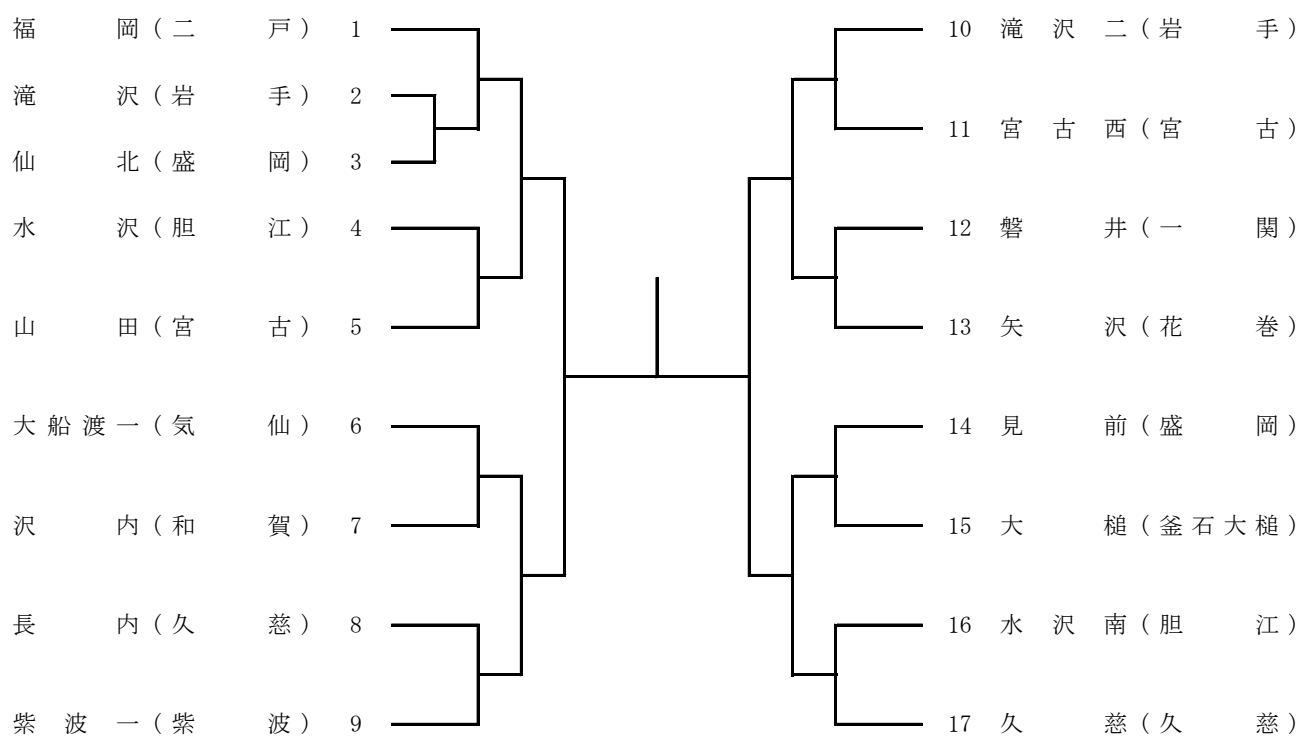 福岡（二戸） 1
滝沢（岩手） 2
仙北（盛岡） 3
水沢（胆江） 4
山田（宮古） 5
大船渡一（気仙） 6
沢内（和賀） 7
長内（久慈） 8
紫波一（紫波） 9
10 滝沢二（岩手）
11 宮古西（宮古）
12 磐井（一関）
13 矢沢（花巻）
14 見前（盛岡）
15 大槌（釜石大槌）
16 水沢南（胆江）
17 久慈（久慈）